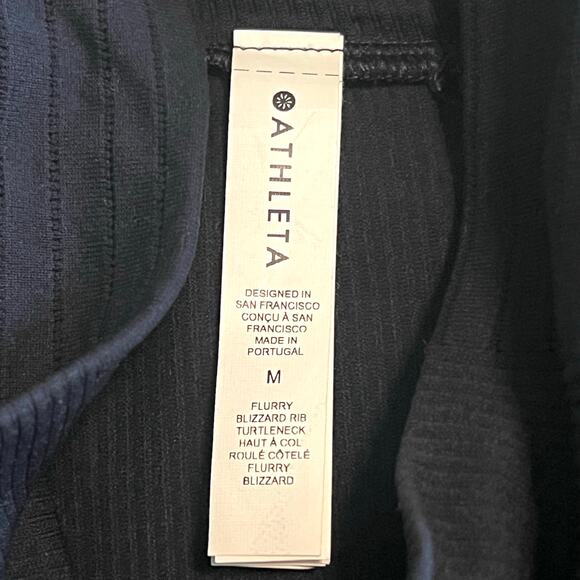 ATHLETA
DESIGNED IN
SAN FRANCISCO
CONÇU À SAN
FRANCISCO
MADE IN
PORTUGAL
M
FLURRY
BLIZZARD RIB
TURTLENECK
HAUT À COL
ROULÉ CÔTELÉ
FLURRY
BLIZZARD